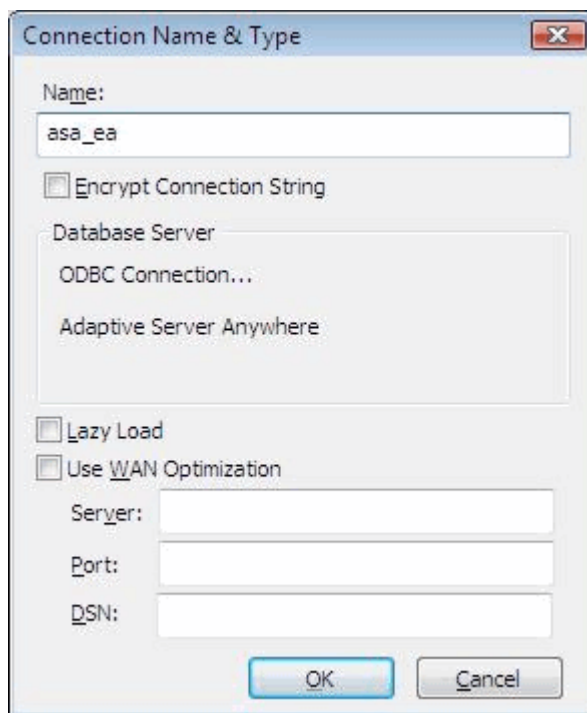 Connection Name & Type
Name:
asa_ea
Encrypt Connection String
Database Server
ODBC Connection...
Adaptive Server Anywhere
Lazy Load
Use WAN Optimization
Server:
Port:
DSN:
OK Cancel